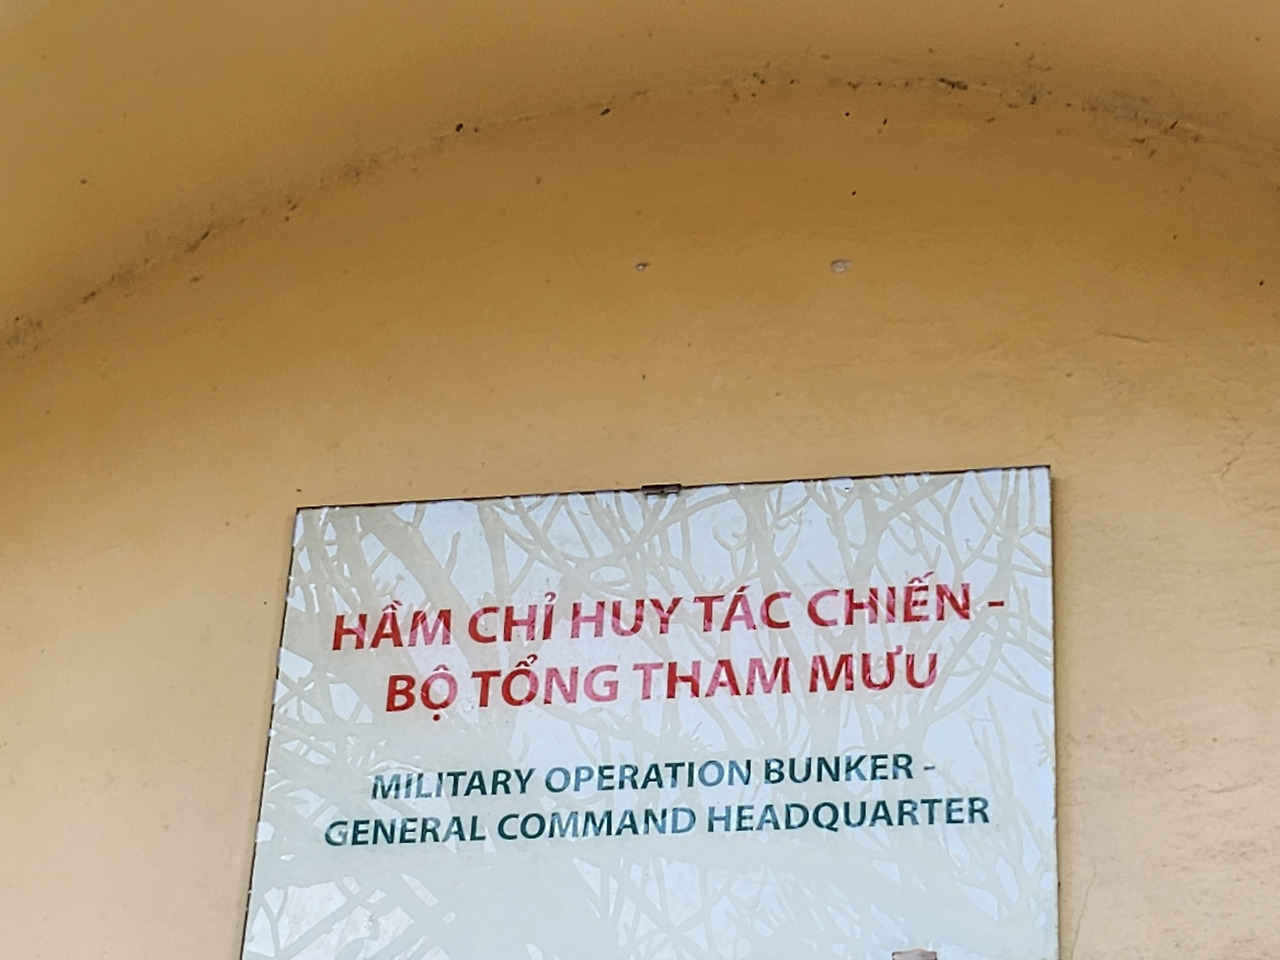 HẦM CHỈ HUY TÁC CHIẾN -
BỘ TỔNG THAM MƯU
MILITARY OPERATION BUNKER -
GENERAL COMMAND HEADQUARTER